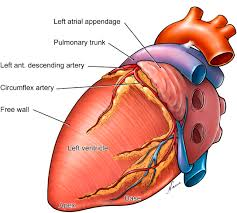 Left atrial appendage
Pulmonary trunk
Left ant. descending artery
Circumflex artery
Free wall
Left ventricle
Base
Apex